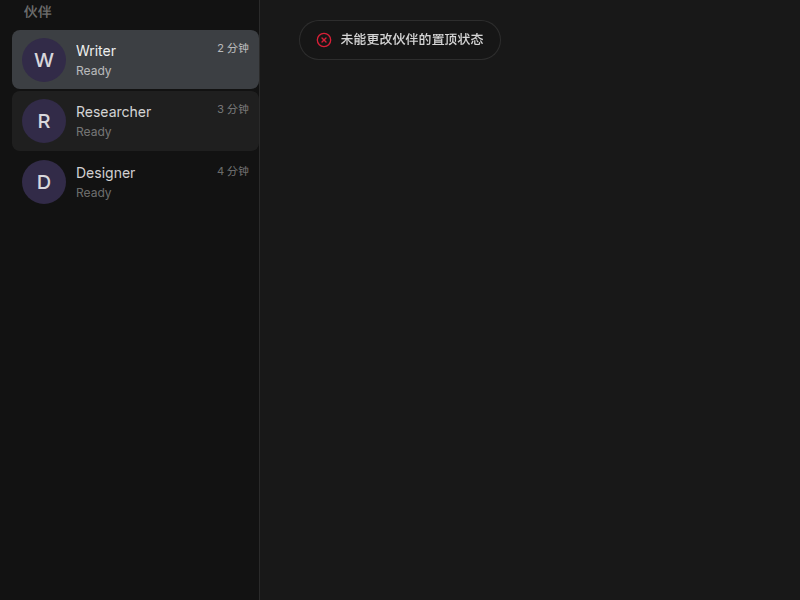 伙伴
W
Writer
2 分钟
Ready
R
Researcher
3 分钟
Ready
D
Designer
4 分钟
Ready
未能更改伙伴的置顶状态